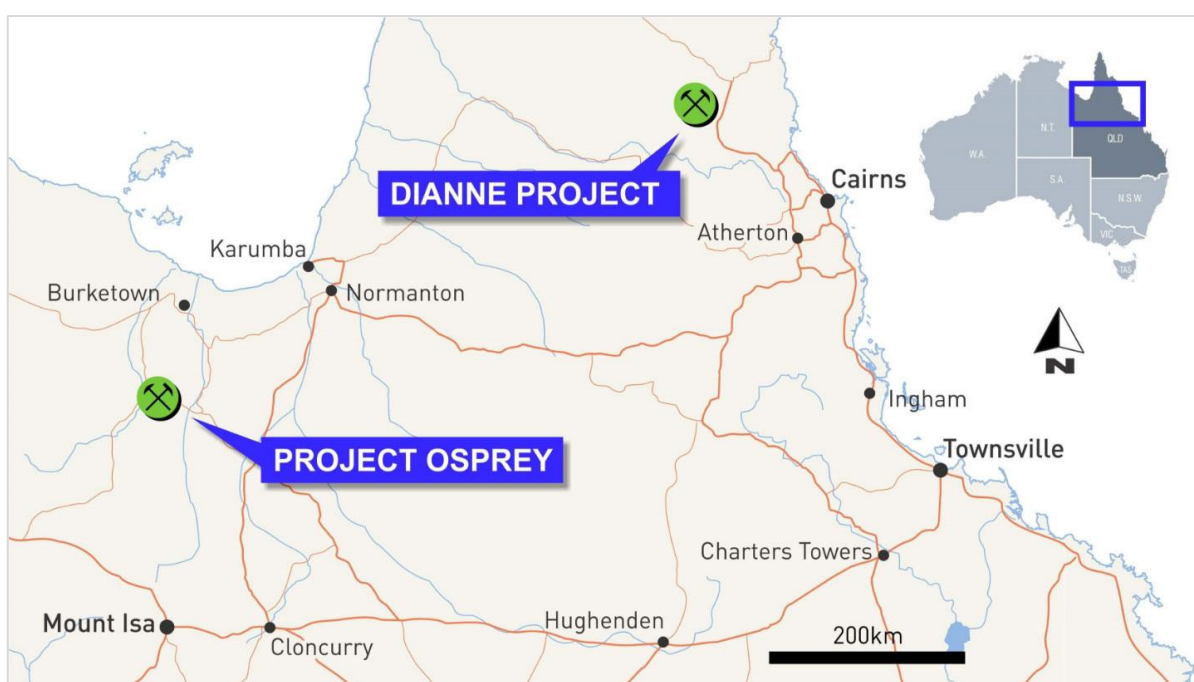 DIANNE PROJECT
Cairns
Atherton
Karumba
Burketown
Normanton
Ingham
PROJECT OSPREY
Townsville
Charters Towers
Mount Isa
Cloncurry
Hughenden
200km
N
W.A.
N.T.
QLD
S.A.
N.S.W.
VIC
TAS